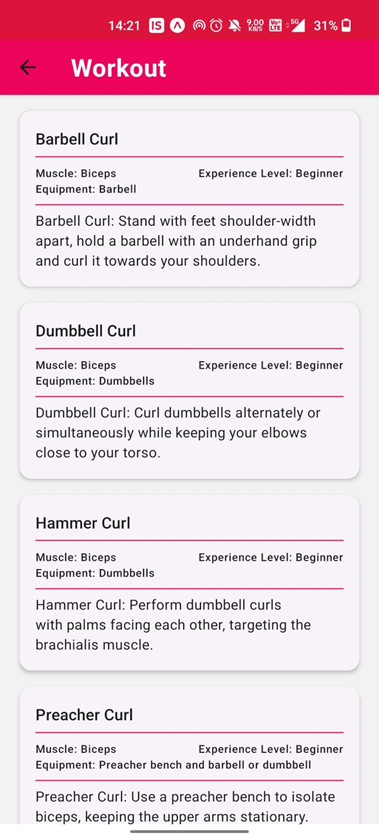 14:21 9.00 KB/S 5G 31%
Workout
Barbell Curl
Muscle: Biceps Experience Level: Beginner
Equipment: Barbell
Barbell Curl: Stand with feet shoulder-width
apart, hold a barbell with an underhand grip
and curl it towards your shoulders.
Dumbbell Curl
Muscle: Biceps Experience Level: Beginner
Equipment: Dumbbells
Dumbbell Curl: Curl dumbbells alternately or
simultaneously while keeping your elbows
close to your torso.
Hammer Curl
Muscle: Biceps Experience Level: Beginner
Equipment: Dumbbells
Hammer Curl: Perform dumbbell curls
with palms facing each other, targeting the
brachialis muscle.
Preacher Curl
Muscle: Biceps Experience Level: Beginner
Equipment: Preacher bench and barbell or dumbbell
Preacher Curl: Use a preacher bench to isolate
biceps, keeping the upper arms stationary.